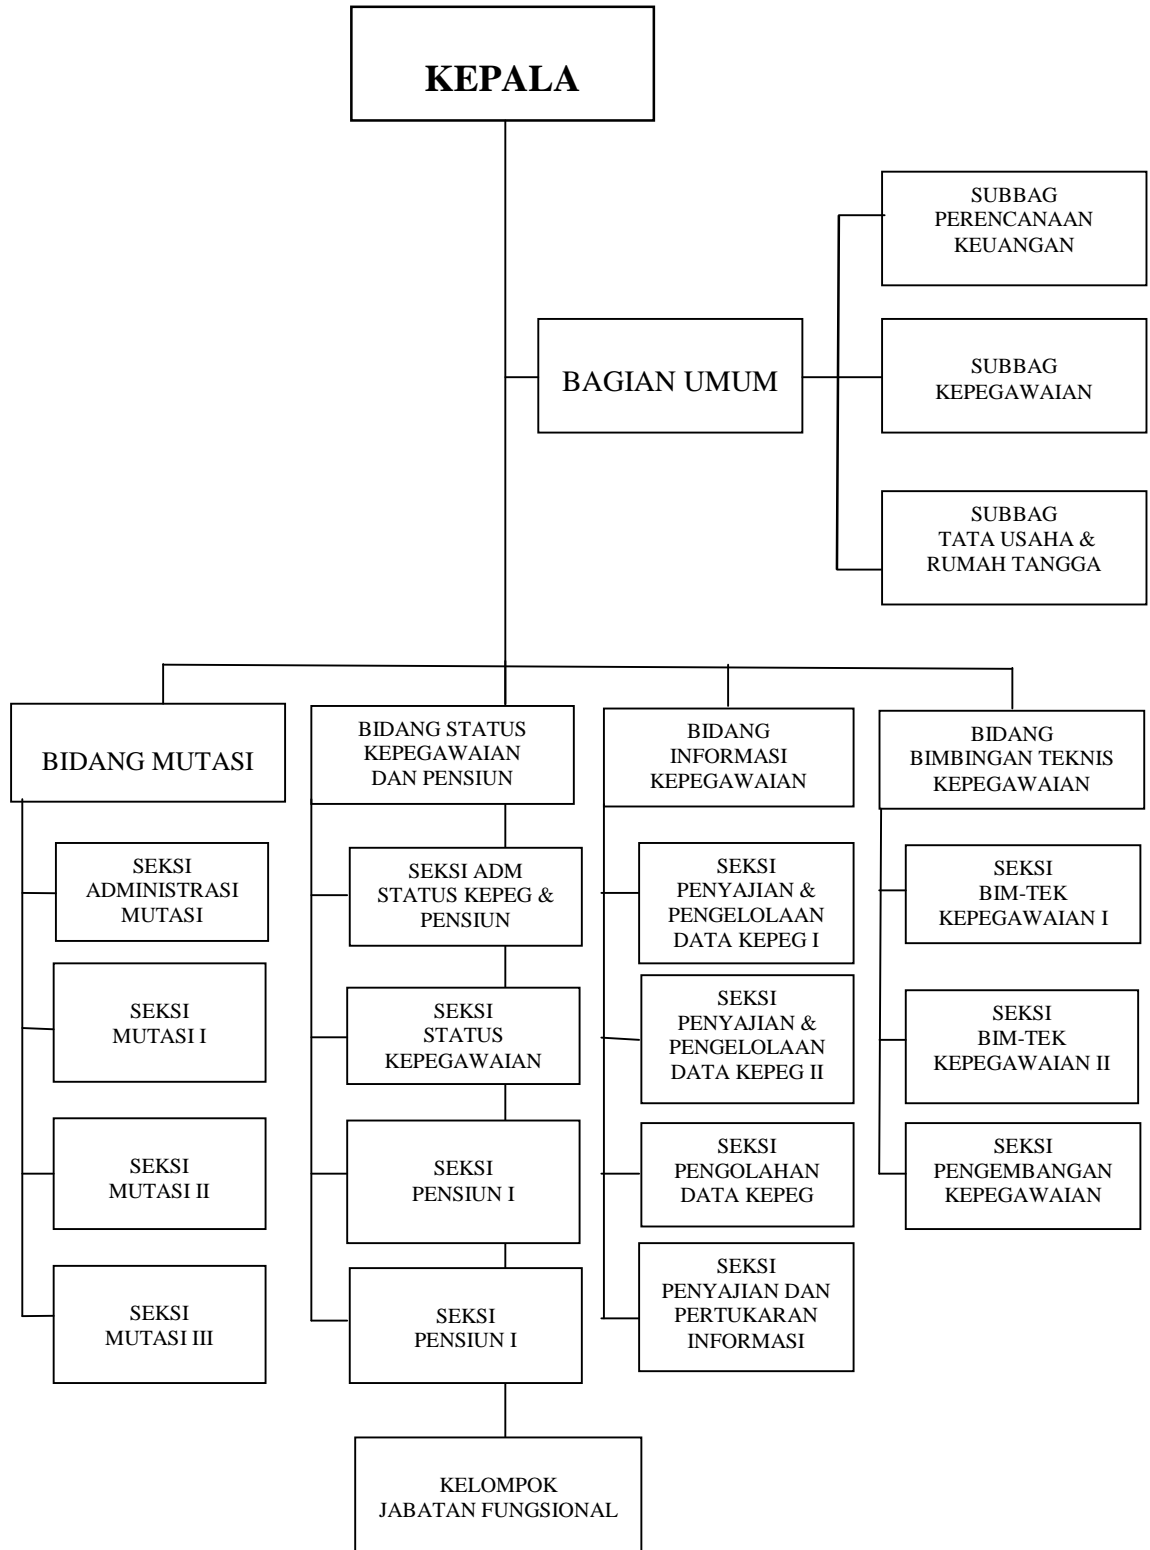 KEPALA
SUBBAG
PERENCANAAN
KEUANGAN
BAGIAN UMUM
SUBBAG
KEPEGAWAIAN
SUBBAG
TATA USAHA &
RUMAH TANGGA
BIDANG MUTASI
BIDANG STATUS
KEPEGAWAIAN
DAN PENSIUN
BIDANG
INFORMASI
KEPEGAWAIAN
BIDANG
BIMBINGAN TEKNIS
KEPEGAWAIAN
SEKSI
ADMINISTRASI
MUTASI
SEKSI ADM
STATUS KEPEG &
PENSIUN
SEKSI
PENYAJIAN &
PENGELOLAAN
DATA KEPEG I
SEKSI
BIM-TEK
KEPEGAWAIAN I
SEKSI
MUTASI I
SEKSI
STATUS
KEPEGAWAIAN
SEKSI
PENYAJIAN &
PENGELOLAAN
DATA KEPEG II
SEKSI
BIM-TEK
KEPEGAWAIAN II
SEKSI
MUTASI II
SEKSI
PENSIUN I
SEKSI
PENGOLAHAN
DATA KEPEG
SEKSI
PENGEMBANGAN
KEPEGAWAIAN
SEKSI
MUTASI III
SEKSI
PENSIUN I
SEKSI
PENYAJIAN DAN
PERTUKARAN
INFORMASI
KELOMPOK
JABATAN FUNGSIONAL